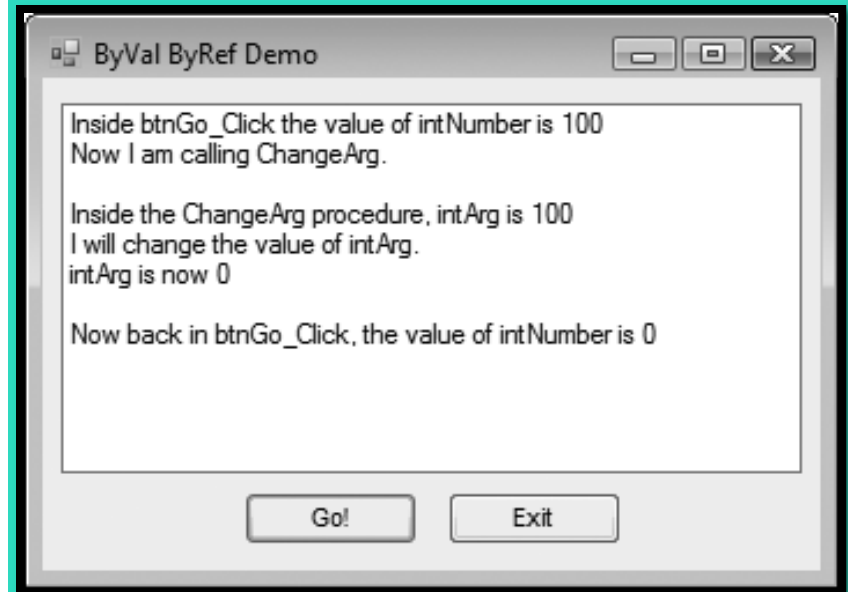 ByVal ByRef Demo
Inside btnGo_Click the value of intNumber is 100
Now I am calling ChangeArg.
Inside the ChangeArg procedure, intArg is 100
I will change the value of intArg.
intArg is now 0
Now back in btnGo_Click, the value of intNumber is 0
Go!
Exit